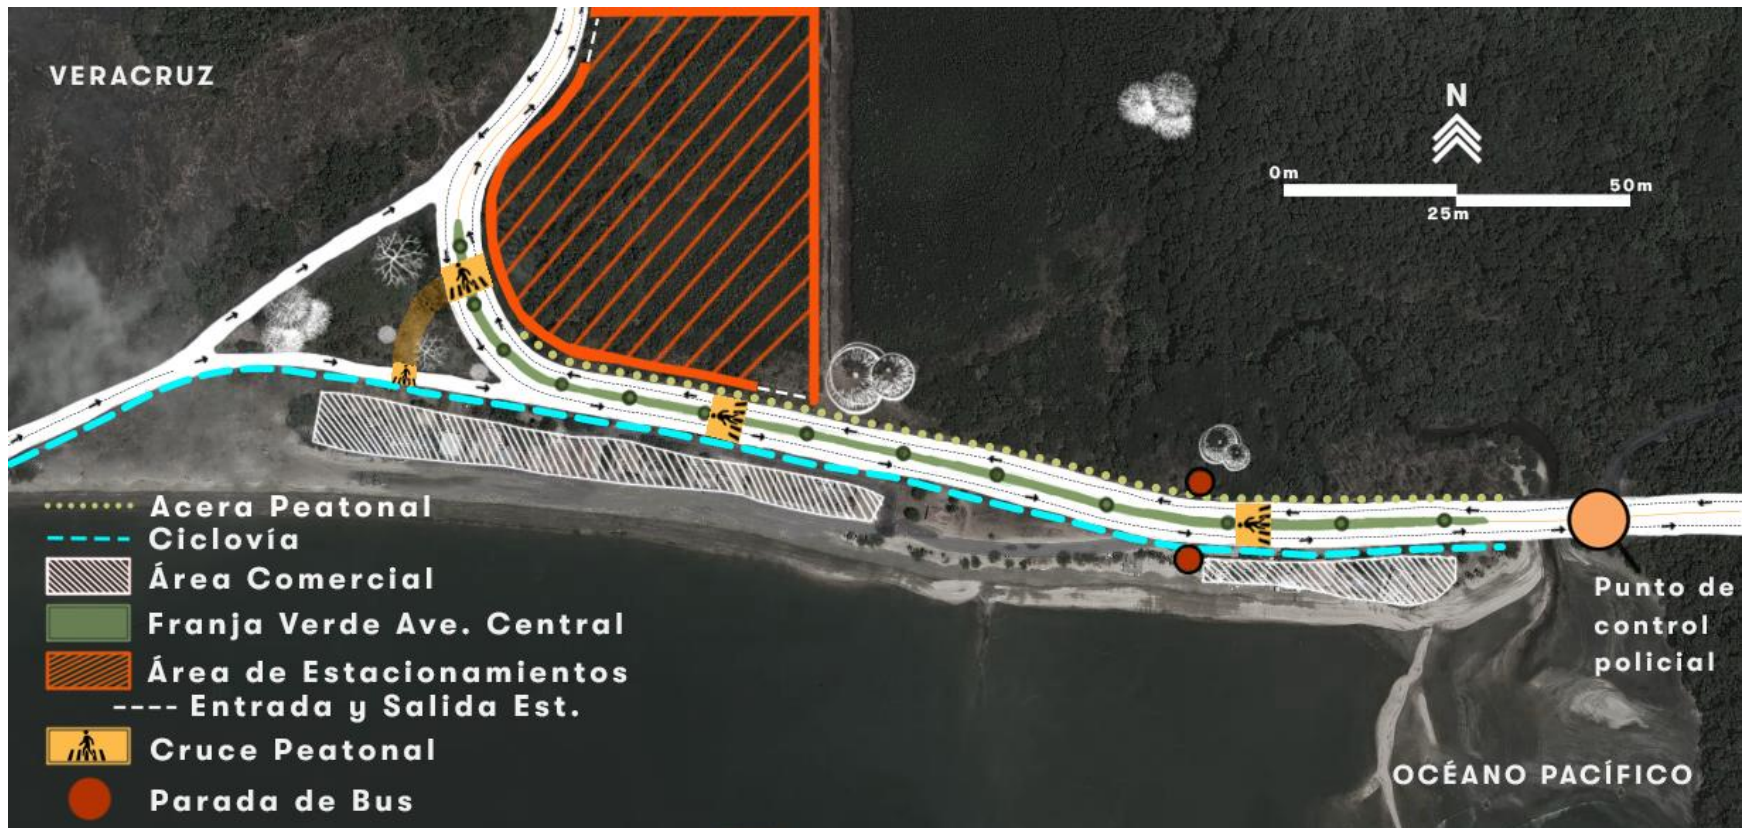 VERACRUZ
N
0m
50m
25m
Acera Peatonal
Ciclovía
Área Comercial
Franja Verde Ave. Central
Área de Estacionamientos
---- Entrada y Salida Est.
Cruce Peatonal
Parada de Bus
Punto de
control
policial
OCÉANO PACÍFICO